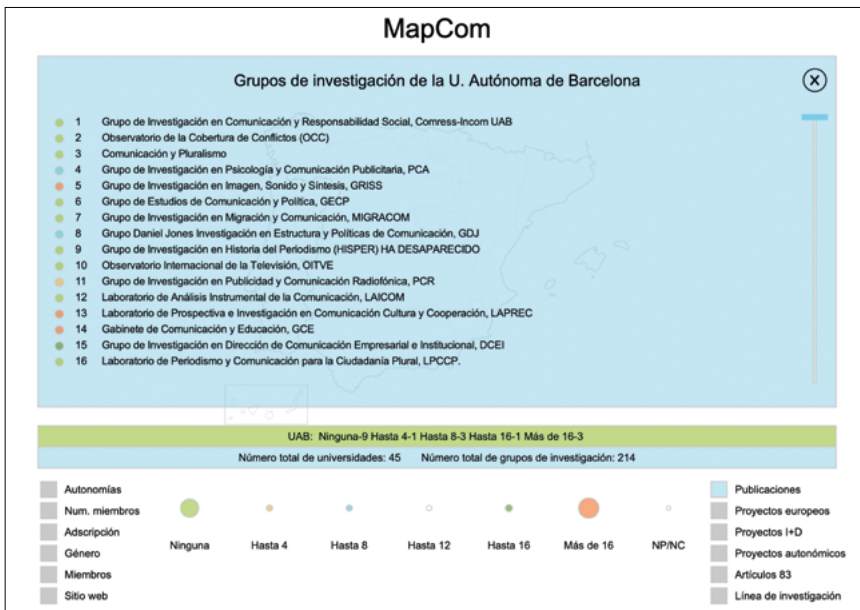 MapCom
Grupos de investigación de la U. Autónoma de Barcelona
X
1 Grupo de Investigación en Comunicación y Responsabilidad Social, Comress-Incom UAB
2 Observatorio de la Cobertura de Conflictos (OCC)
3 Comunicación y Pluralismo
4 Grupo de Investigación en Psicología y Comunicación Publicitaria, PCA
5 Grupo de Investigación en Imagen, Sonido y Síntesis, GRISS
6 Grupo de Estudios de Comunicación y Política, GECP
7 Grupo de Investigación en Migración y Comunicación, MIGRACOM
8 Grupo Daniel Jones Investigación en Estructura y Políticas de Comunicación, GDJ
9 Grupo de Investigación en Historia del Periodismo (HISPER) HA DESAPARECIDO
10 Observatorio Internacional de la Televisión, OITVE
11 Grupo de Investigación en Publicidad y Comunicación Radiofónica, PCR
12 Laboratorio de Análisis Instrumental de la Comunicación, LAICOM
13 Laboratorio de Prospectiva e Investigación en Comunicación Cultura y Cooperación, LAPREC
14 Gabinete de Comunicación y Educación, GCE
15 Grupo de Investigación en Dirección de Comunicación Empresarial e Institucional, DCEI
16 Laboratorio de Periodismo y Comunicación para la Ciudadanía Plural, LPCCP.
UAB: Ninguna-9 Hasta 4-1 Hasta 8-3 Hasta 16-1 Más de 16-3
Número total de universidades: 45 Número total de grupos de investigación: 214
Autonomías
Num. miembros
Adscripción
Género
Miembros
Sitio web
Ninguna Hasta 4 Hasta 8 Hasta 12 Hasta 16 Más de 16 NP/NC
Publicaciones
Proyectos europeos
Proyectos I+D
Proyectos autonómicos
Artículos 83
Línea de investigación